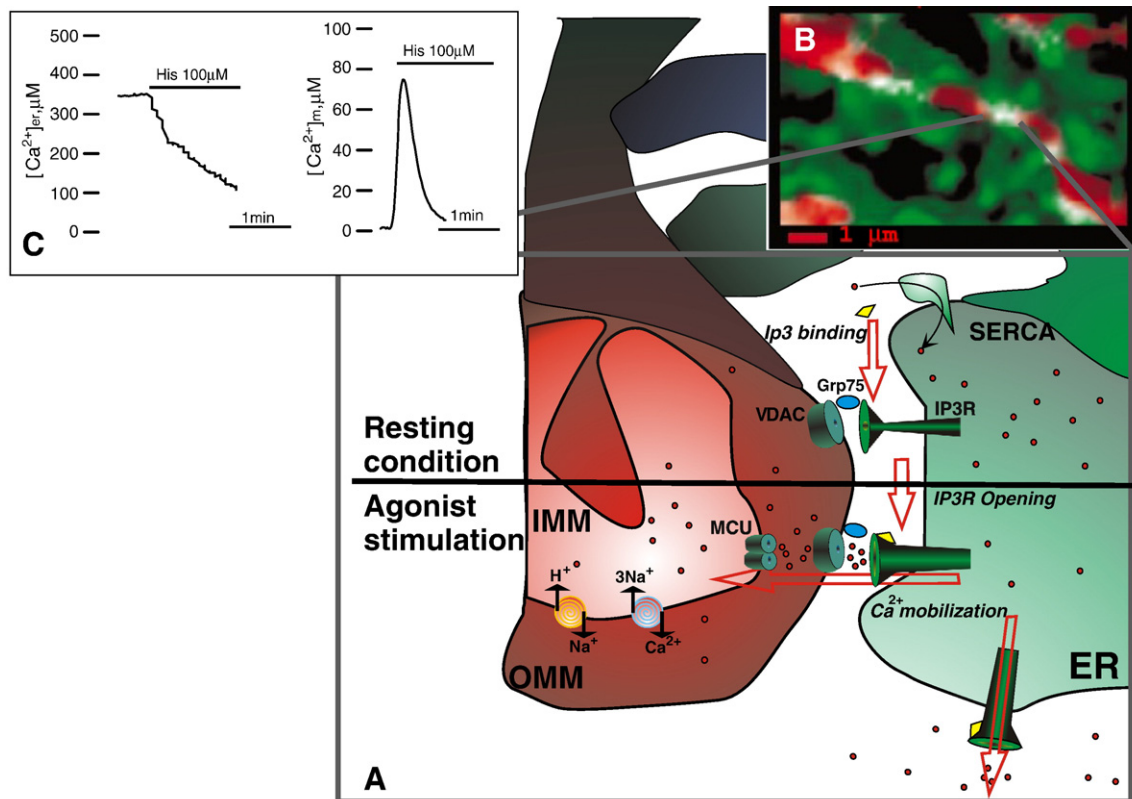 C
[Ca²⁺]er,µM
500
400
300
200
100
0
His 100µM
1min
[Ca²⁺]m,µM
100
80
60
40
20
0
His 100µM
1min
B
1 µm
Ip3 binding
SERCA
Grp75
VDAC
IP3R
Resting
condition
IP3R Opening
Agonist
stimulation
IMM
MCU
H⁺
3Na⁺
Na⁺
Ca²⁺
Ca²⁺ mobilization
OMM
ER
A